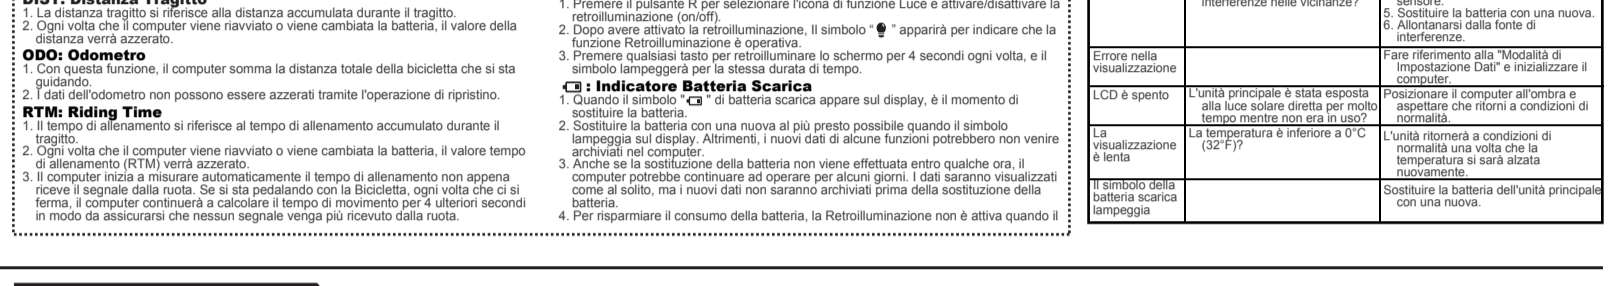 DIST: Distanza Tragitto
1. La distanza tragitto si riferisce alla distanza accumulata durante il tragitto.
2. Ogni volta che il computer viene riavviato o viene cambiata la batteria, il valore della
distanza verrà azzerato.
ODO: Odometro
1. Con questa funzione, il computer somma la distanza totale della bicicletta che si sta
guidando.
2. I dati dell'odometro non possono essere azzerati tramite l'operazione di ripristino.
RTM: Riding Time
1. Il tempo di allenamento si riferisce al tempo di allenamento accumulato durante il
tragitto.
2. Ogni volta che il computer viene riavviato o viene cambiata la batteria, il valore tempo
di allenamento (RTM) verrà azzerato.
3. Il computer inizia a misurare automaticamente il tempo di allenamento non appena
riceve il segnale dalla ruota. Se si sta pedalando con la Bicicletta, ogni volta che ci si
ferma, il computer continuerà a calcolare il tempo di movimento per 4 ulteriori secondi
in modo da assicurarsi che nessun segnale venga più ricevuto dalla ruota.
1. Premere il pulsante R per selezionare l'icona di funzione Luce e attivare/disattivare la
retroilluminazione (on/off).
2. Dopo avere attivato la retroilluminazione, Il simbolo “ ” apparirà per indicare che la
funzione Retroilluminazione è operativa.
3. Premere qualsiasi tasto per retroilluminare lo schermo per 4 secondi ogni volta, e il
simbolo lampeggerà per la stessa durata di tempo.
: Indicatore Batteria Scarica
1. Quando il simbolo " " di batteria scarica appare sul display, è il momento di
sostituire la batteria.
2. Sostituire la batteria con una nuova al più presto possibile quando il simbolo
lampeggia sul display. Altrimenti, i nuovi dati di alcune funzioni potrebbero non venire
archiviati nel computer.
3. Anche se la sostituzione della batteria non viene effettuata entro qualche ora, il
computer potrebbe continuare ad operare per alcuni giorni. I dati saranno visualizzati
come al solito, ma i nuovi dati non saranno archiviati prima della sostituzione della
batteria.
4. Per risparmiare il consumo della batteria, la Retroilluminazione non è attiva quando il
interferenze nelle vicinanze?
sensore.
5. Sostituire la batteria con una nuova.
6. Allontanarsi dalla fonte di
interferenze.
Errore nella
visualizzazione
Fare riferimento alla "Modalità di
Impostazione Dati" e inizializzare il
computer.
LCD è spento
L'unità principale è stata esposta
alla luce solare diretta per molto
tempo mentre non era in uso?
Posizionare il computer all'ombra e
aspettare che ritorni a condizioni di
normalità.
La
visualizzazione
è lenta
La temperatura è inferiore a 0°C
(32°F)?
L'unità ritornerà a condizioni di
normalità una volta che la
temperatura si sarà alzata
nuovamente.
Il simbolo della
batteria scarica
lampeggia
Sostituire la batteria dell'unità principale
con una nuova.